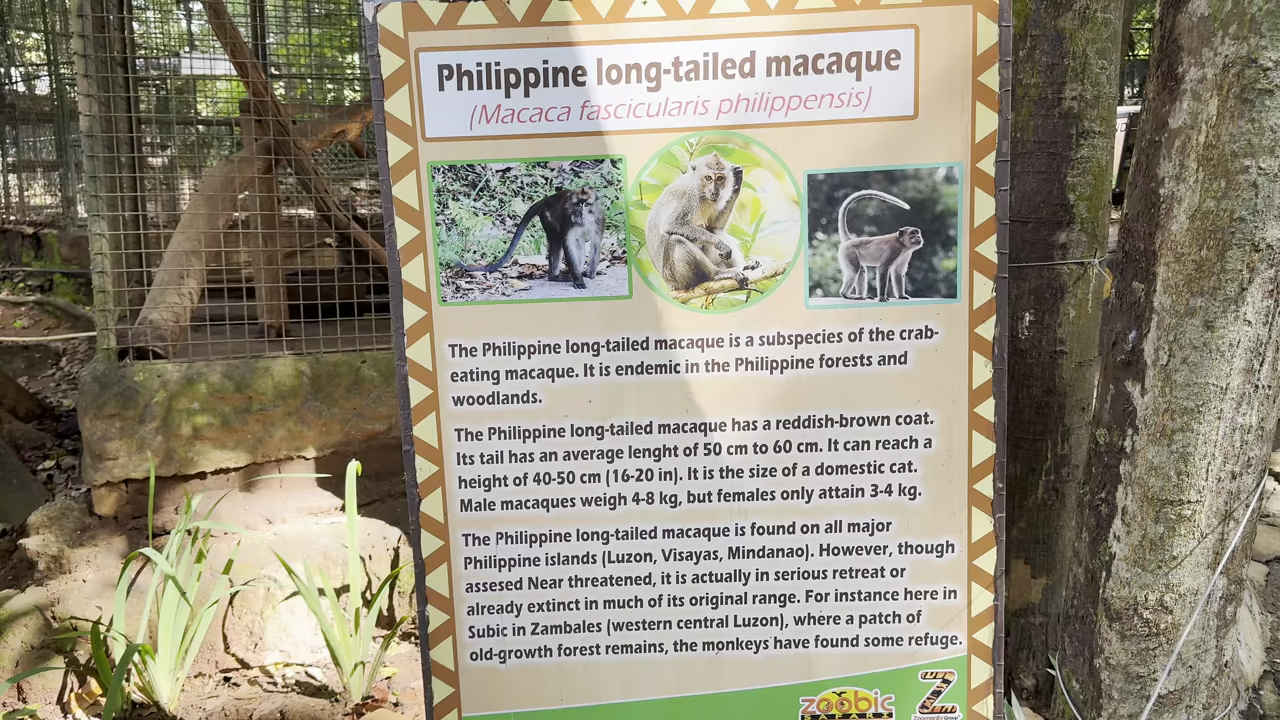 Philippine long-tailed macaque
(Macaca fascicularis philippensis)
The Philippine long-tailed macaque is a subspecies of the crab-
eating macaque. It is endemic in the Philippine forests and
woodlands.
The Philippine long-tailed macaque has a reddish-brown coat.
Its tail has an average lenght of 50 cm to 60 cm. It can reach a
height of 40-50 cm (16-20 in). It is the size of a domestic cat.
Male macaques weigh 4-8 kg, but females only attain 3-4 kg.
The Philippine long-tailed macaque is found on all major
Philippine islands (Luzon, Visayas, Mindanao). However, though
assesed Near threatened, it is actually in serious retreat or
already extinct in much of its original range. For instance here in
Subic in Zambales (western central Luzon), where a patch of
old-growth forest remains, the monkeys have found some refuge.
zoobic
SAFARI
Zoomanity Group